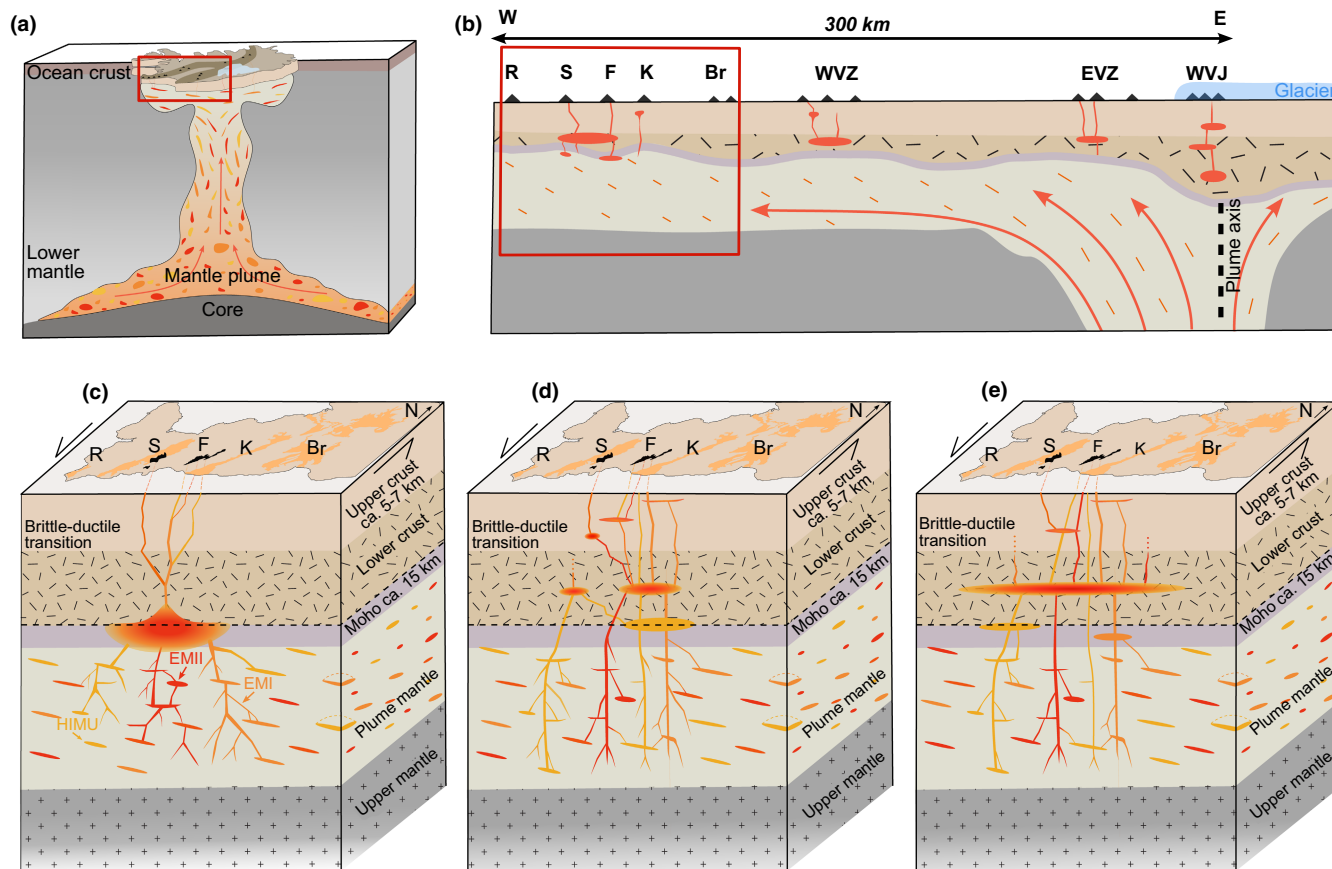 (a)
Ocean crust
Lower
mantle
Mantle plume
Core
(b)
W
300 km
E
R S F K Br WVZ EVZ WVJ
Glacier
Plume axis
(c)
N
R S F K Br
Brittle-ductile
transition
Upper crust
ca. 5-7 km
Lower crust
Moho ca. 15 km
EMII
EMI
HIMU
Plume mantle
Upper mantle
(d)
N
R S F K Br
Brittle-ductile
transition
Upper crust
ca. 5-7 km
Lower crust
Moho ca. 15 km
Plume mantle
Upper mantle
(e)
N
R S F K Br
Brittle-ductile
transition
Upper crust
ca. 5-7 km
Lower crust
Moho ca. 15 km
Plume mantle
Upper mantle